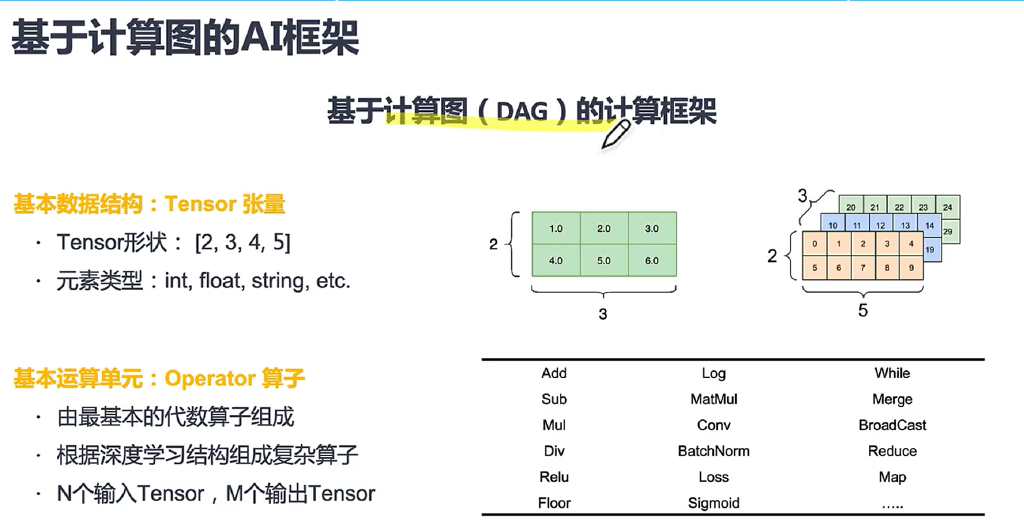 基于计算图的AI框架
基于计算图（DAG）的计算框架
基本数据结构：Tensor 张量
· Tensor形状： [2, 3, 4, 5]
· 元素类型：int, float, string, etc.
2
1.0 2.0 3.0
4.0 5.0 6.0
3
3
20 21 22 23 24
29
10 11 12 13 14
19
2
0 1 2 3 4
5 6 7 8 9
5
基本运算单元：Operator 算子
· 由最基本的代数算子组成
· 根据深度学习结构组成复杂算子
· N个输入Tensor，M个输出Tensor
Add Log While
Sub MatMul Merge
Mul Conv BroadCast
Div BatchNorm Reduce
Relu Loss Map
Floor Sigmoid …..